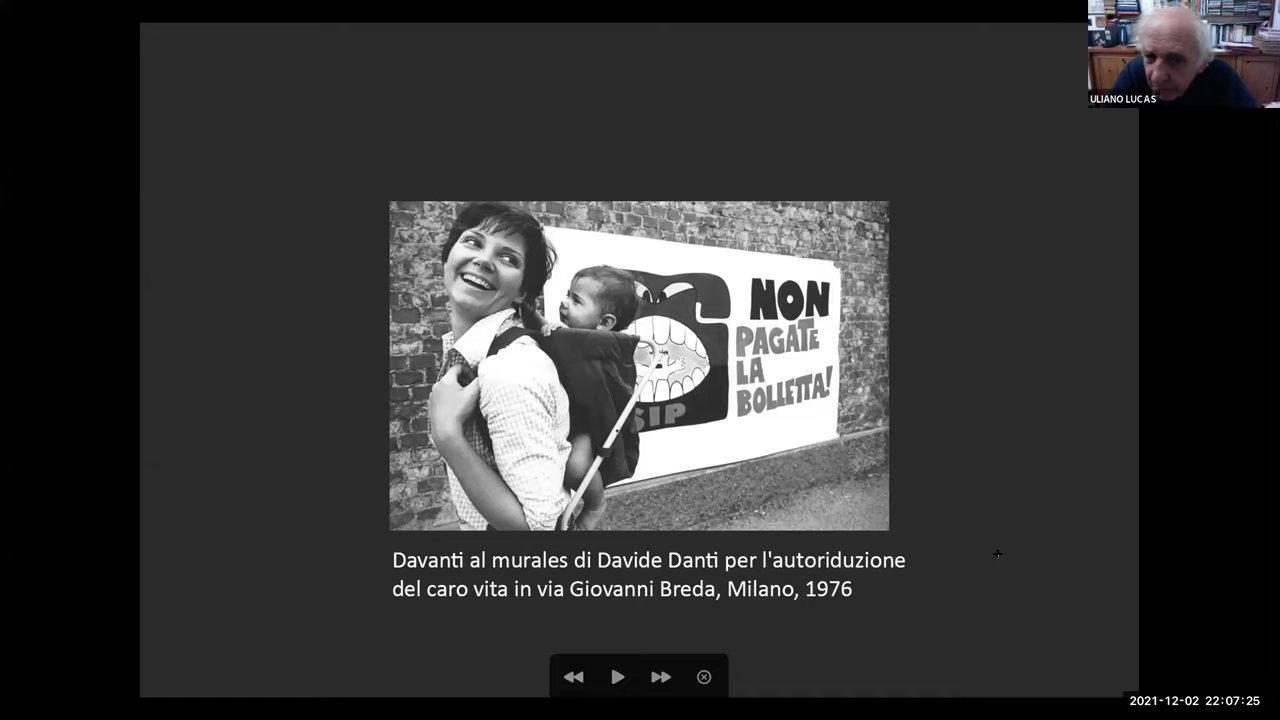 ULIANO LUCAS
NON
PAGATE
LA
BOLLETTA!
SIP
Davanti al murales di Davide Danti per l'autoriduzione
del caro vita in via Giovanni Breda, Milano, 1976
2021-12-02 22:07:25